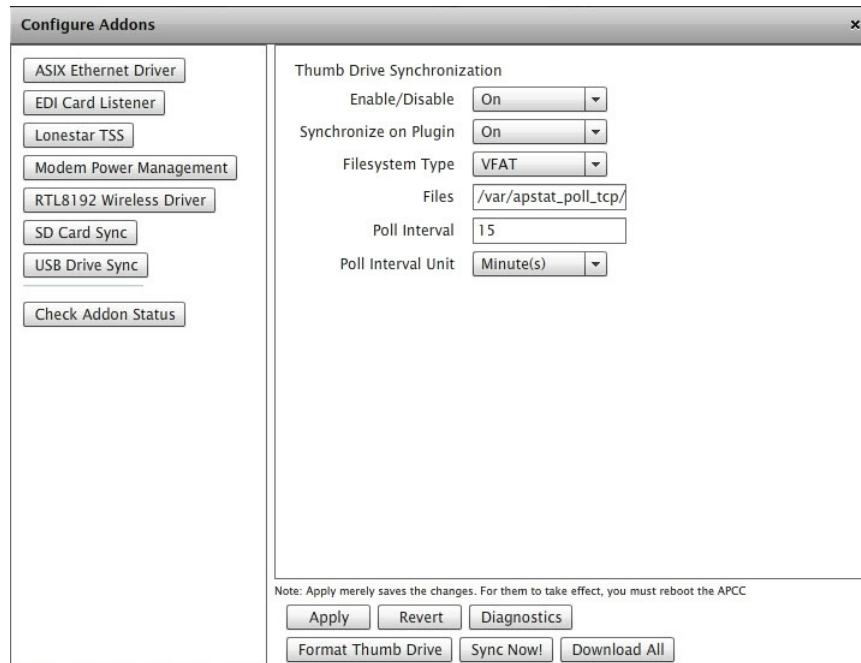 Configure Addons
x
ASIX Ethernet Driver
EDI Card Listener
Lonestar TSS
Modem Power Management
RTL8192 Wireless Driver
SD Card Sync
USB Drive Sync
Check Addon Status
Thumb Drive Synchronization
Enable/Disable On
Synchronize on Plugin On
Filesystem Type VFAT
Files /var/apstat_poll_tcp/
Poll Interval 15
Poll Interval Unit Minute(s)
Note: Apply merely saves the changes. For them to take effect, you must reboot the APCC
Apply Revert Diagnostics
Format Thumb Drive Sync Now! Download All